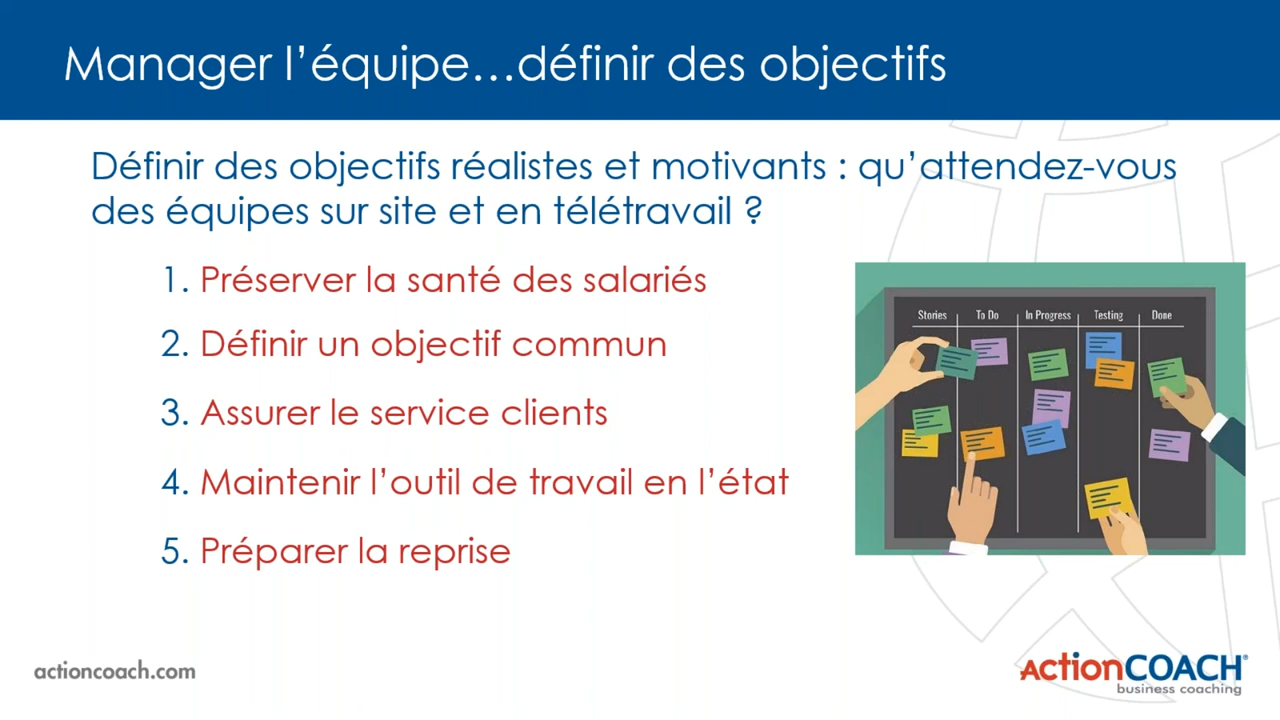 Manager l’équipe…définir des objectifs
Définir des objectifs réalistes et motivants : qu’attendez-vous
des équipes sur site et en télétravail ?
1. Préserver la santé des salariés
2. Définir un objectif commun
3. Assurer le service clients
4. Maintenir l’outil de travail en l’état
5. Préparer la reprise
Stories To Do In Progress Testing Done
actioncoach.com
ActionCOACH®
business coaching